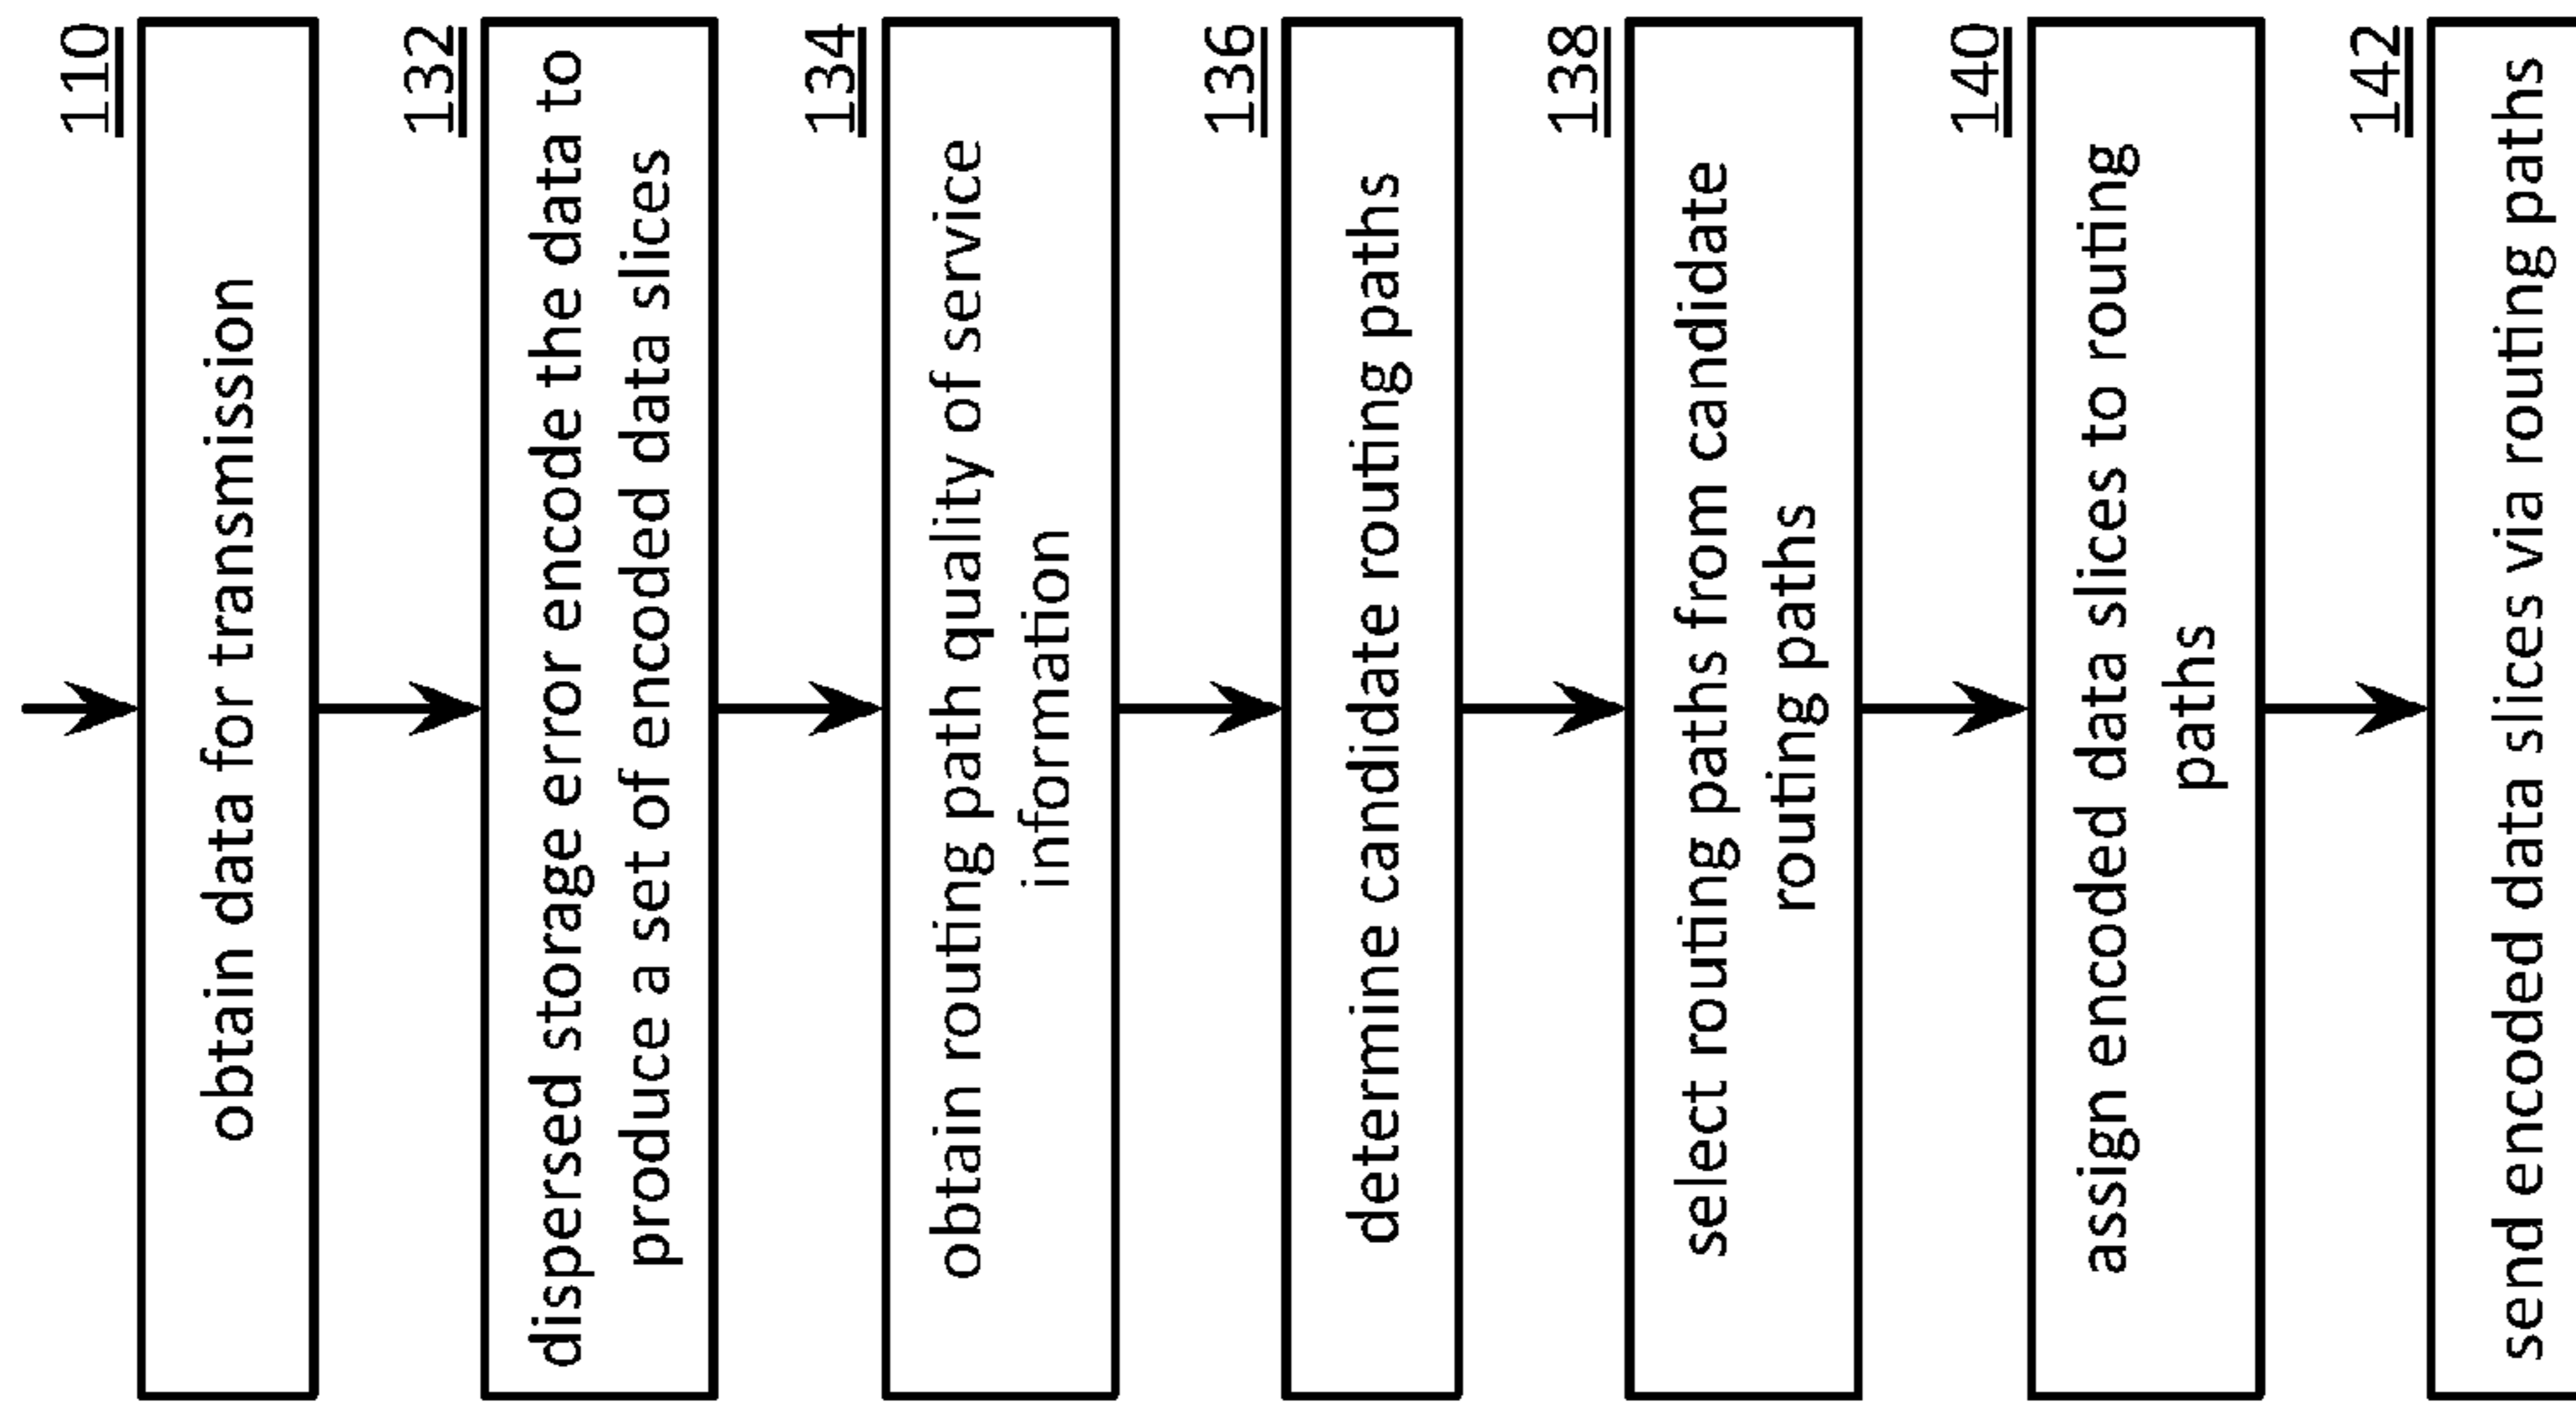 110
obtain data for transmission
132
dispersed storage error encode the data to
produce a set of encoded data slices
134
obtain routing path quality of service
information
136
determine candidate routing paths
138
select routing paths from candidate
routing paths
140
assign encoded data slices to routing
paths
142
send encoded data slices via routing paths